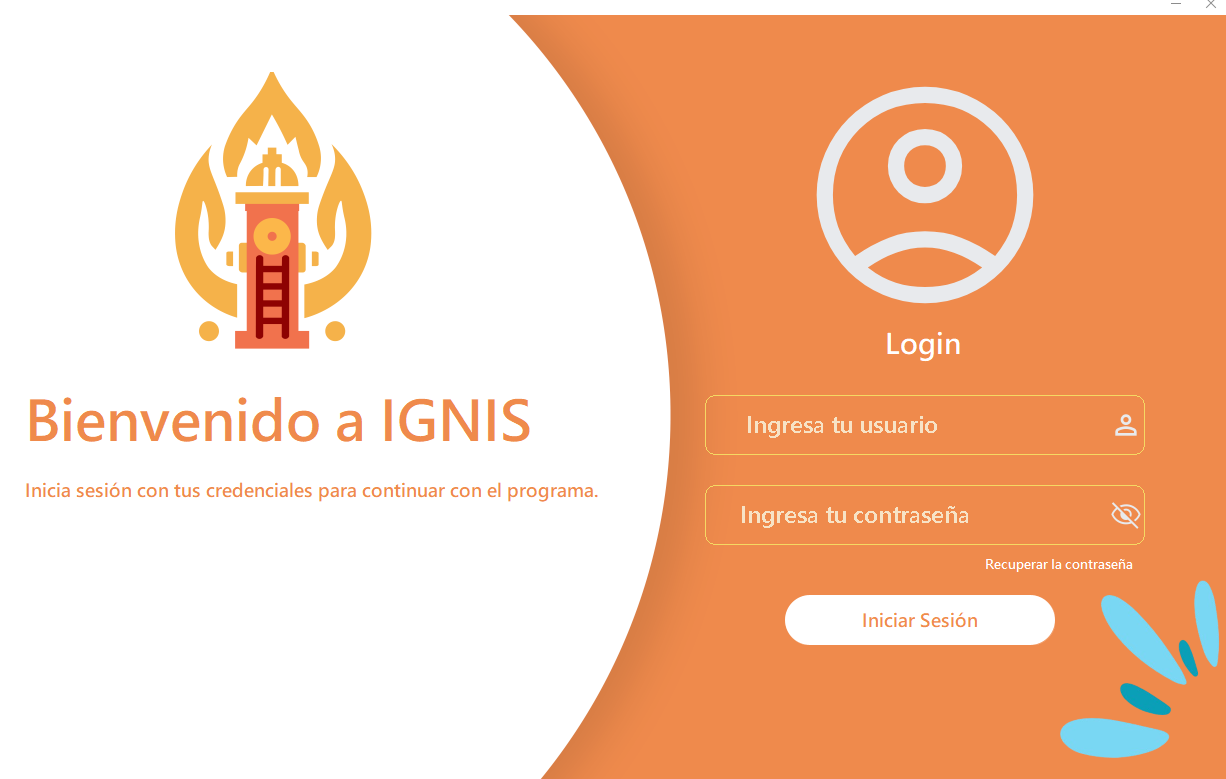 Bienvenido a IGNIS
Inicia sesión con tus credenciales para continuar con el programa.
Login
Ingresa tu usuario
Ingresa tu contraseña
Recuperar la contraseña
Iniciar Sesión